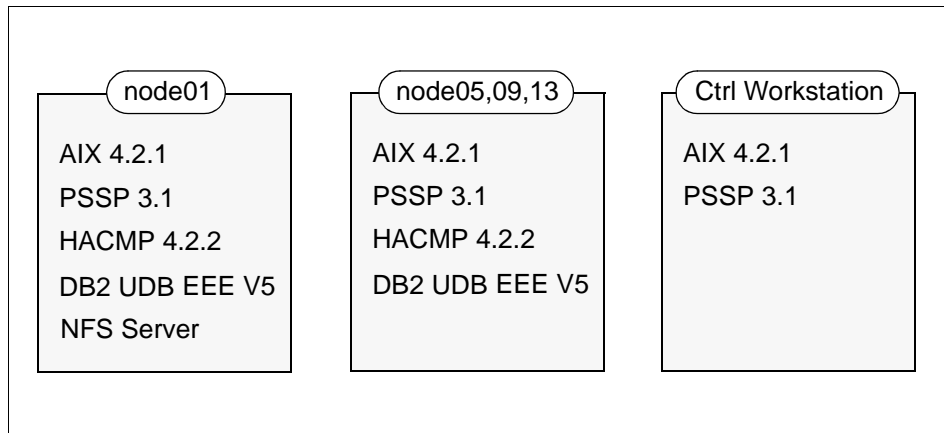 node01
AIX 4.2.1
PSSP 3.1
HACMP 4.2.2
DB2 UDB EEE V5
NFS Server
node05,09,13
AIX 4.2.1
PSSP 3.1
HACMP 4.2.2
DB2 UDB EEE V5
Ctrl Workstation
AIX 4.2.1
PSSP 3.1